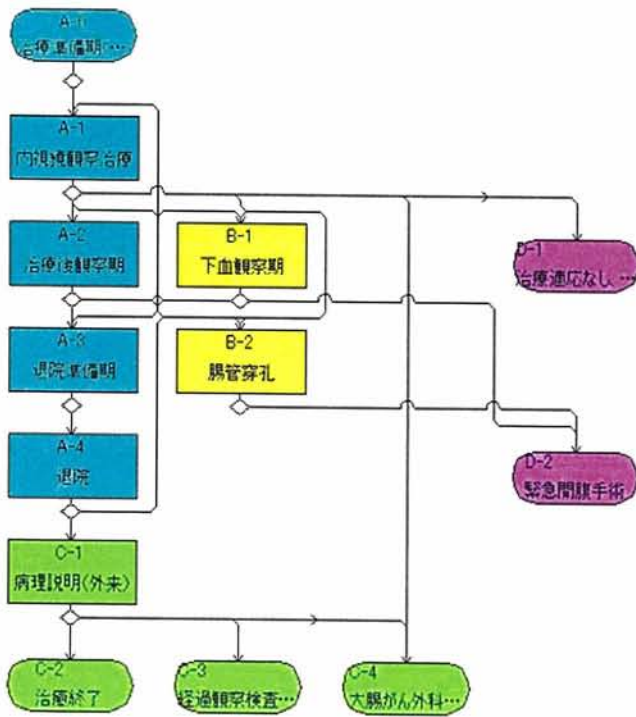 A-0
治療準備期…
A-1
内視鏡観察治療
A-2
治療後観察期
B-1
下血観察期
D-1
治療適応なし…
A-3
退院準備期
B-2
腸管穿孔
A-4
退院
D-2
緊急開腹手術
C-1
病理説明(外来)
C-2
治療終了
C-3
経過観察検査…
C-4
大腸がん外科…